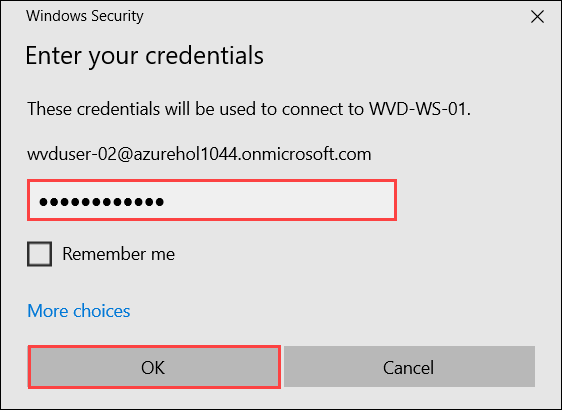 Windows Security
Enter your credentials
These credentials will be used to connect to WVD-WS-01.
wvduser-02@azurehol1044.onmicrosoft.com
●●●●●●●●●●●●
Remember me
More choices
OK
Cancel